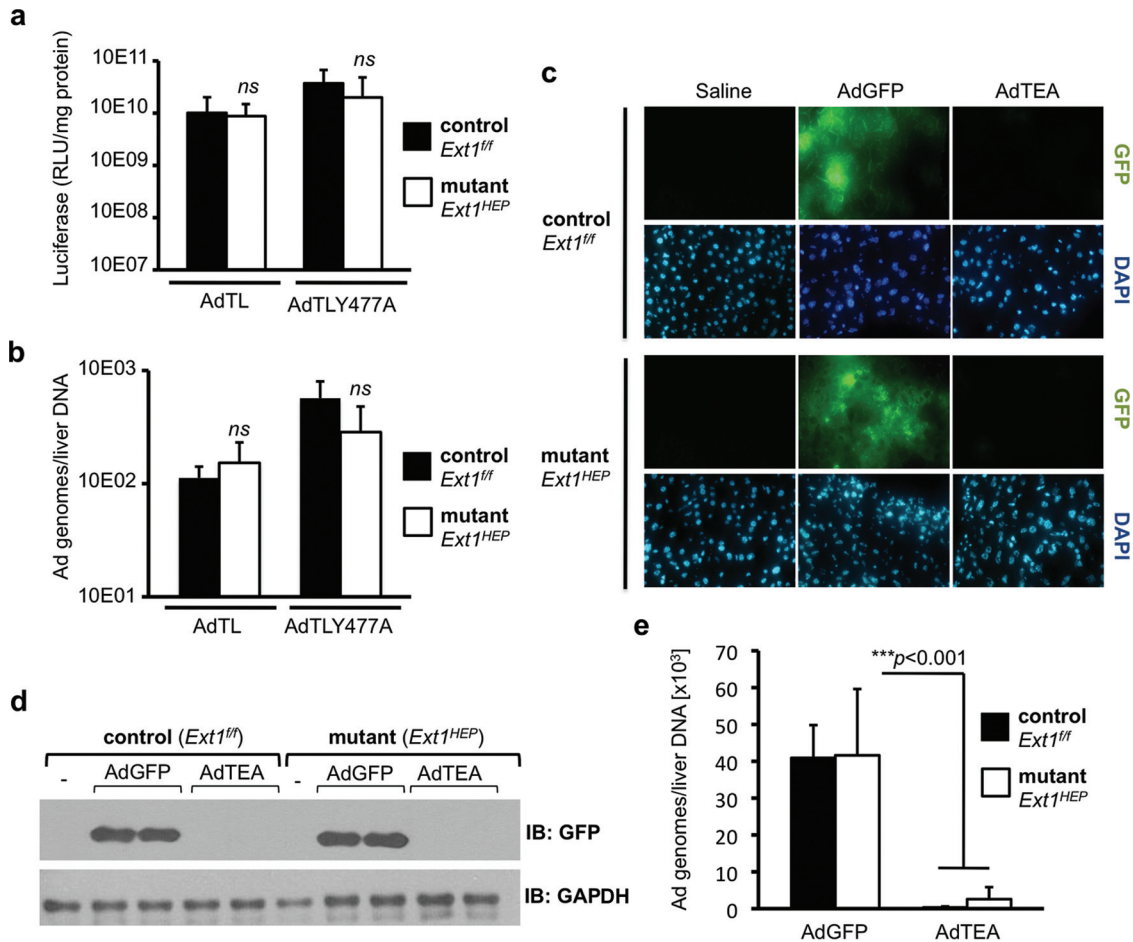 a
Luciferase (RLU/mg protein)
10E11
10E10
10E09
10E08
10E07
ns
ns
AdTL
AdTLY477A
control
Ext1f/f
mutant
Ext1HEP
b
Ad genomes/liver DNA
10E03
10E02
10E01
ns
ns
AdTL
AdTLY477A
control
Ext1f/f
mutant
Ext1HEP
c
Saline AdGFP AdTEA
control
Ext1f/f
GFP
DAPI
mutant
Ext1HEP
GFP
DAPI
d
control (Ext1f/f) mutant (Ext1HEP)
- AdGFP AdTEA - AdGFP AdTEA
IB: GFP
IB: GAPDH
e
Ad genomes/liver DNA [x10³]
70
60
50
40
30
20
10
0
***p<0.001
AdGFP
AdTEA
control
Ext1f/f
mutant
Ext1HEP